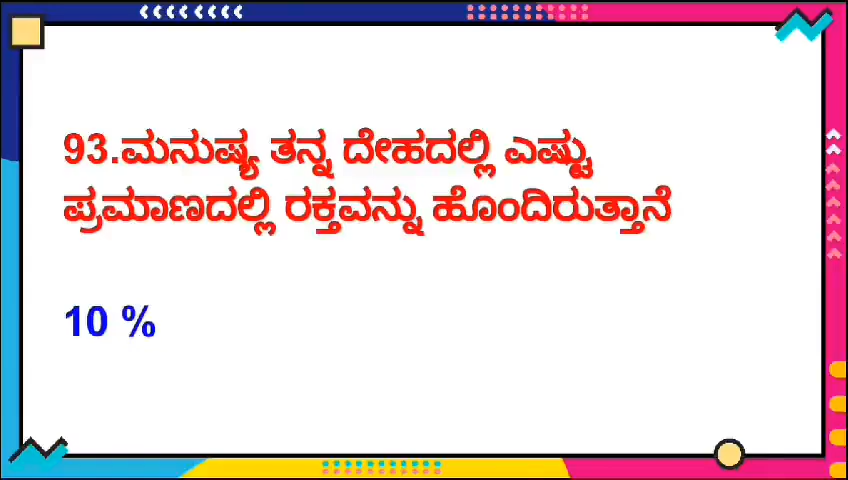 93.ಮನುಷ್ಯ ತನ್ನ ದೇಹದಲ್ಲಿ ಎಷ್ಟು
ಪ್ರಮಾಣದಲ್ಲಿ ರಕ್ತವನ್ನು ಹೊಂದಿರುತ್ತಾನೆ
10 %